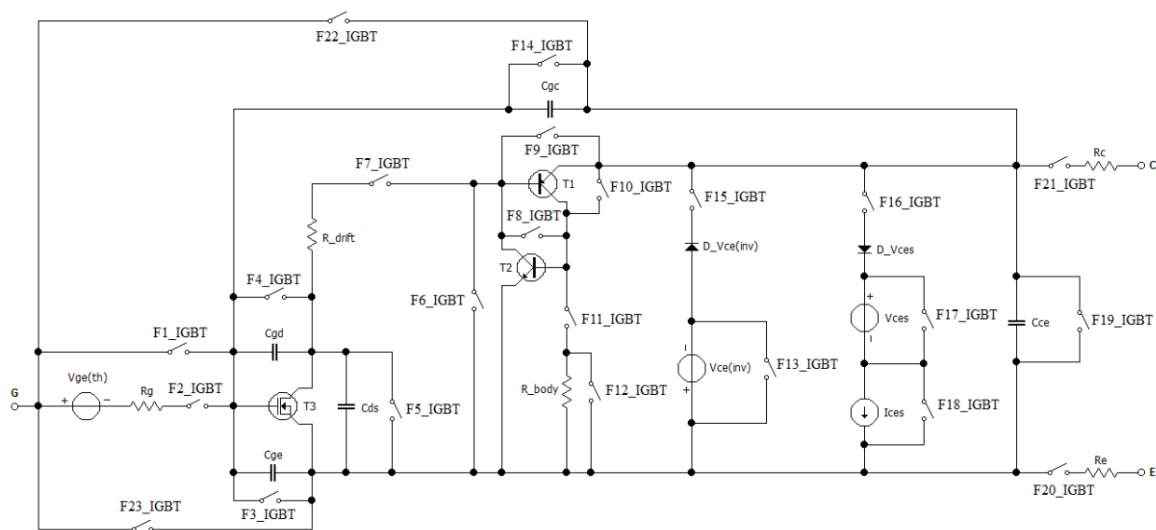 F22_IGBT
F14_IGBT
Cgc
F9_IGBT
F7_IGBT
T1
F10_IGBT
F15_IGBT
F16_IGBT
F21_IGBT
Rc
C
R_drift
F8_IGBT
T2
D_Vce(inv)
D_Vces
F4_IGBT
F6_IGBT
F11_IGBT
+
Vces
-
F17_IGBT
Cce
F19_IGBT
F1_IGBT
Cgd
Vge(th)
Rg
F2_IGBT
G
+
-
T3
Cds
F5_IGBT
R_body
F12_IGBT
-
Vce(inv)
+
F13_IGBT
Ices
F18_IGBT
Cge
F3_IGBT
F23_IGBT
Re
E
F20_IGBT